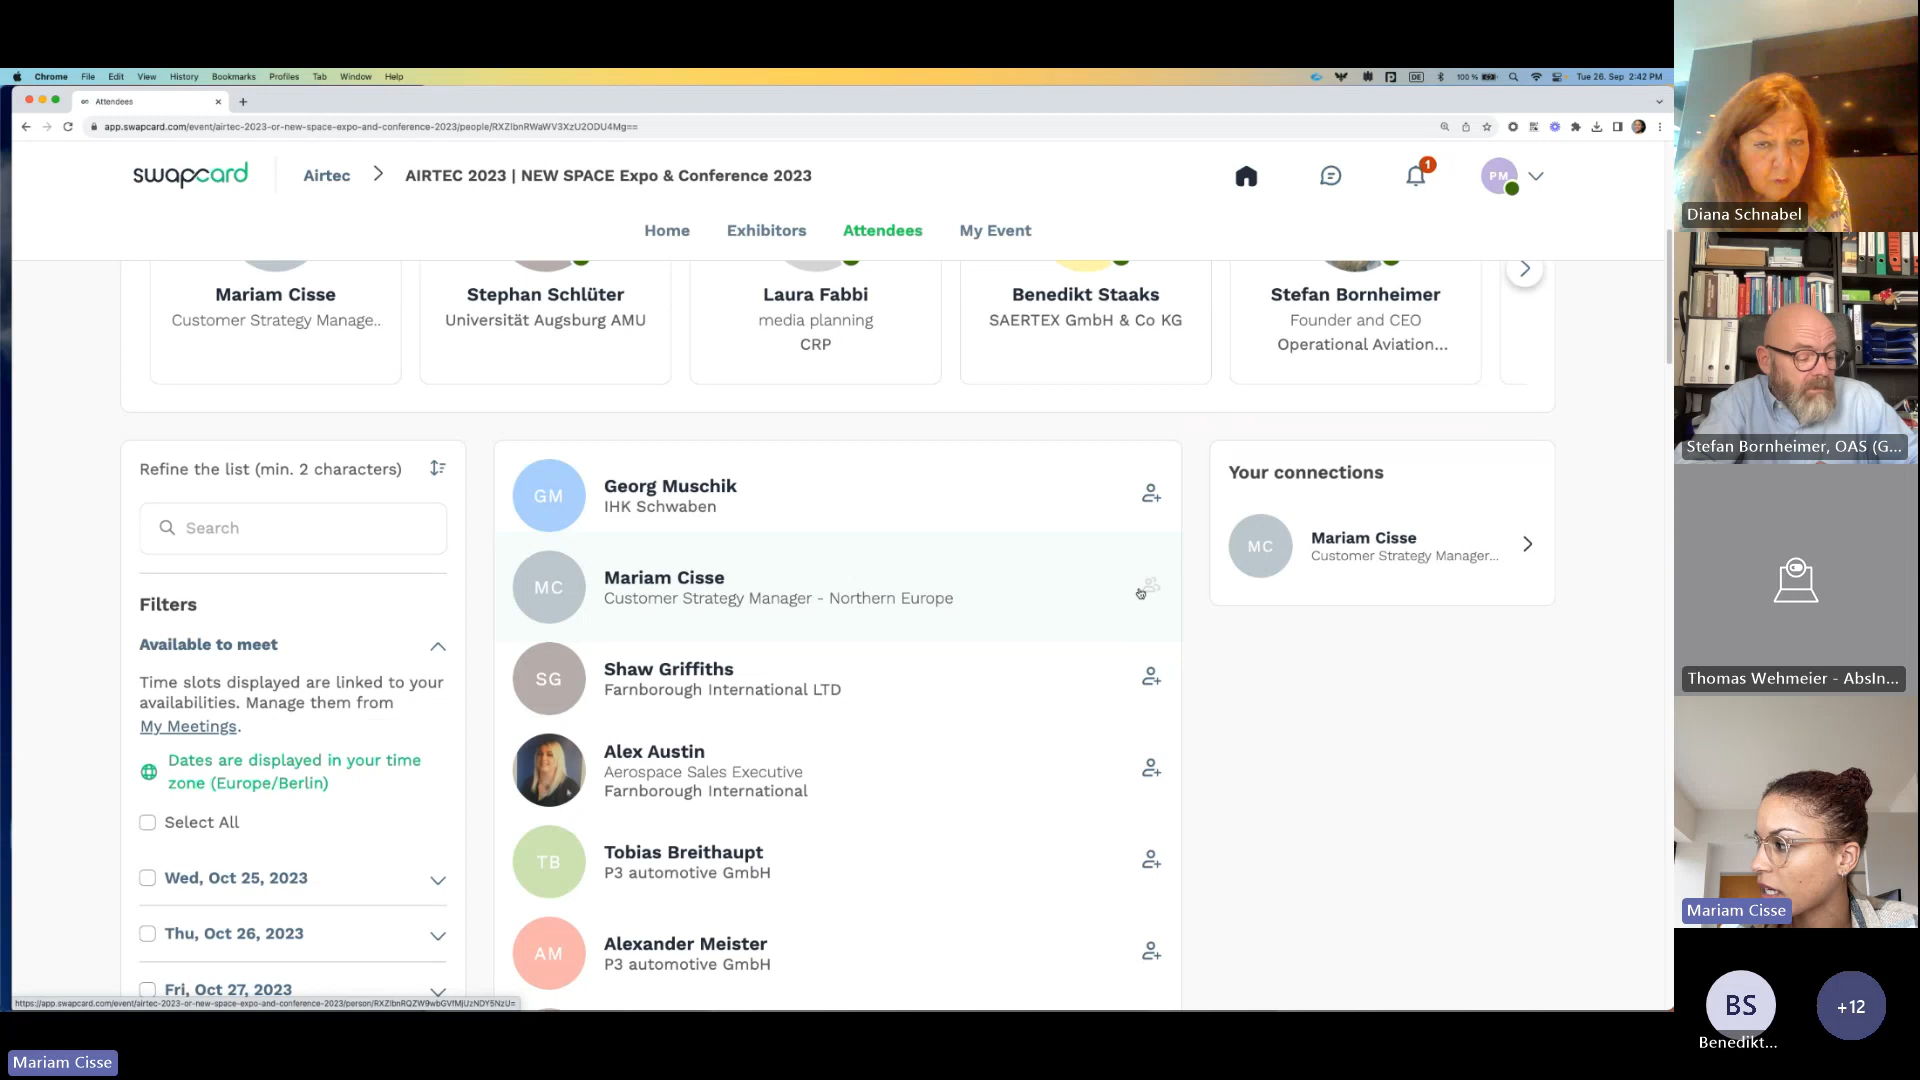 Chrome File Edit View History Bookmarks Profiles Tab Window Help
DE 100 % Tue 26. Sep 2:42 PM
Attendees
app.swapcard.com/event/airtec-2023-or-new-space-expo-and-conference-2023/people/RXZlbnRWaWV3XzU2ODU4Mg==
swapcard Airtec AIRTEC 2023 | NEW SPACE Expo & Conference 2023
1
PM
Home Exhibitors Attendees My Event
Mariam Cisse
Customer Strategy Manage..
Stephan Schlüter
Universität Augsburg AMU
Laura Fabbi
media planning
CRP
Benedikt Staaks
SAERTEX GmbH & Co KG
Stefan Bornheimer
Founder and CEO
Operational Aviation...
Refine the list (min. 2 characters)
Search
Filters
Available to meet
Time slots displayed are linked to your
availabilities. Manage them from
My Meetings.
Dates are displayed in your time
zone (Europe/Berlin)
Select All
Wed, Oct 25, 2023
Thu, Oct 26, 2023
Fri, Oct 27, 2023
GM
Georg Muschik
IHK Schwaben
MC
Mariam Cisse
Customer Strategy Manager - Northern Europe
SG
Shaw Griffiths
Farnborough International LTD
Alex Austin
Aerospace Sales Executive
Farnborough International
TB
Tobias Breithaupt
P3 automotive GmbH
AM
Alexander Meister
P3 automotive GmbH
Your connections
MC
Mariam Cisse
Customer Strategy Manager...
Diana Schnabel
Stefan Bornheimer, OAS (G...
Thomas Wehmeier - AbsIn...
Mariam Cisse
BS
Benedikt...
+12
Mariam Cisse